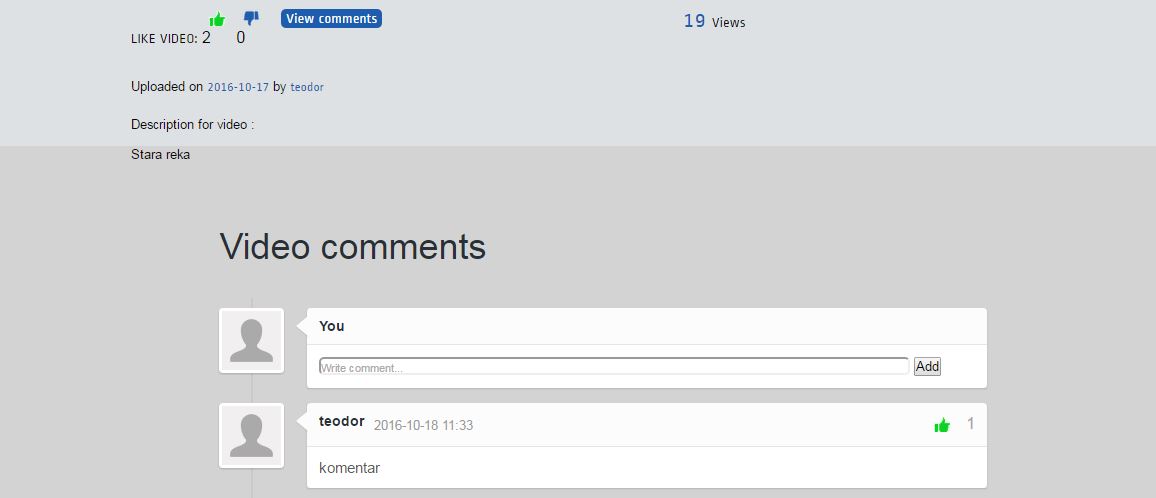 View comments
19 Views
LIKE VIDEO: 2 0
Uploaded on 2016-10-17 by teodor
Description for video :
Stara reka
Video comments
You
Write comment... Add
teodor 2016-10-18 11:33 1
komentar